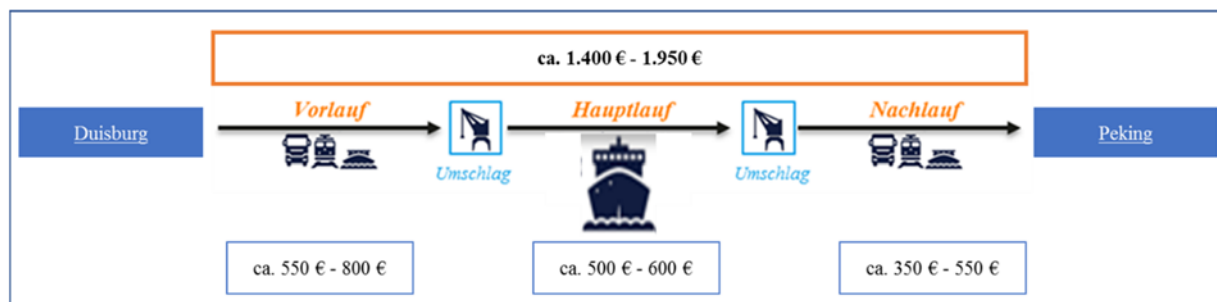 ca. 1.400 € - 1.950 €
Vorlauf
Hauptlauf
Nachlauf
Duisburg
Peking
Umschlag
Umschlag
ca. 550 € - 800 €
ca. 500 € - 600 €
ca. 350 € - 550 €